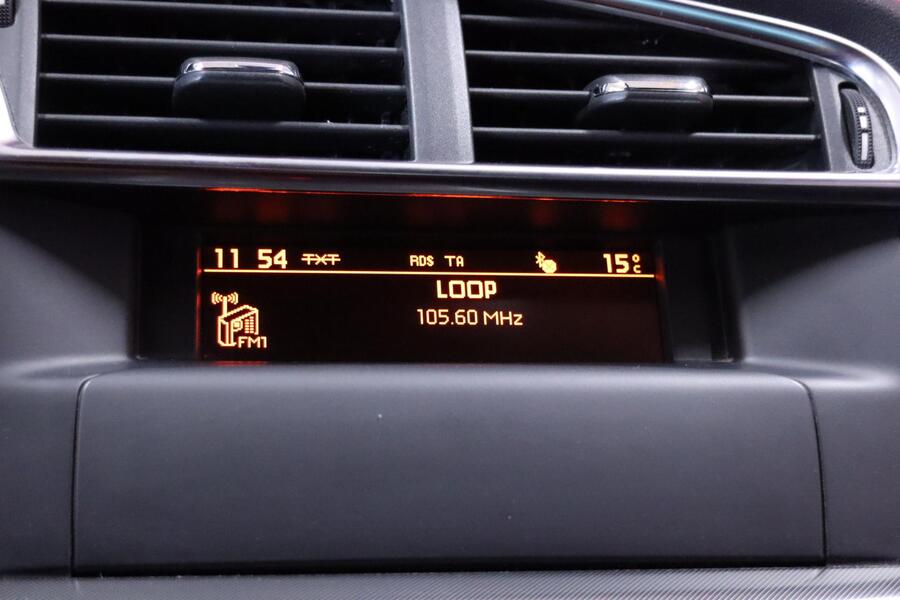 11 54 TXT RDS TA 15°C
LOOP
105.60 MHz
FM1